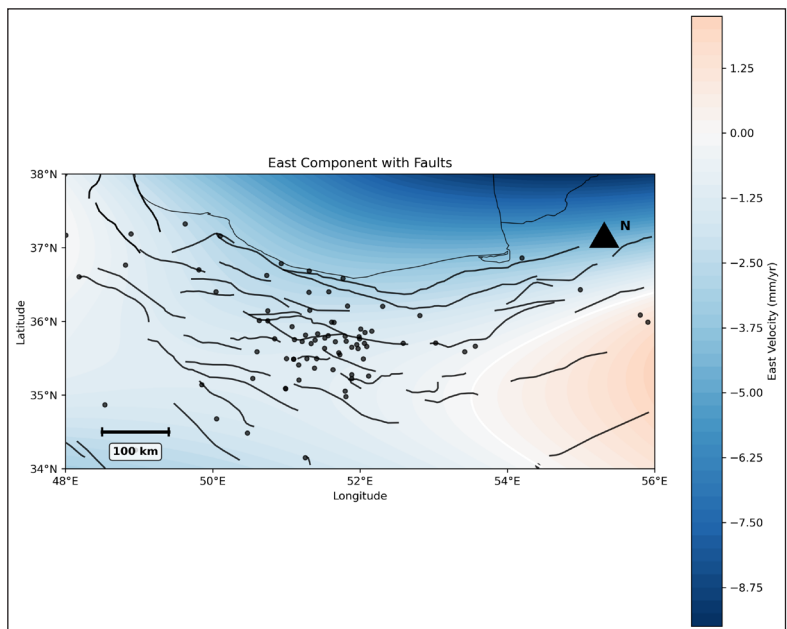 East Component with Faults
38°N
37°N
36°N
35°N
34°N
Latitude
N
100 km
48°E
50°E
52°E
54°E
56°E
Longitude
1.25
0.00
−1.25
−2.50
−3.75
−5.00
−6.25
−7.50
−8.75
East Velocity (mm/yr)